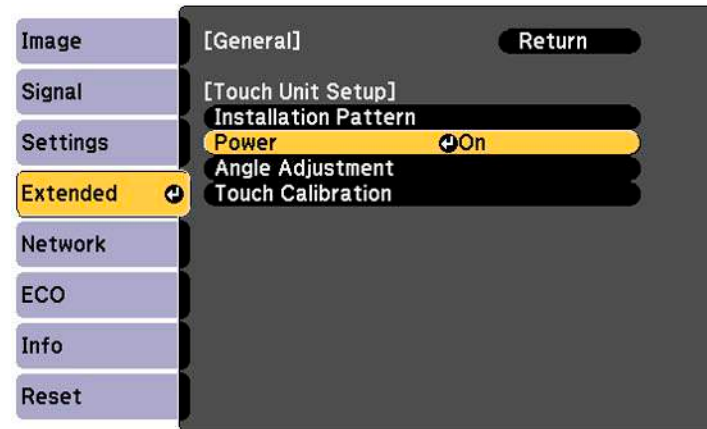 Image
Signal
Settings
Extended
Network
ECO
Info
Reset
[General] Return
[Touch Unit Setup]
Installation Pattern
Power On
Angle Adjustment
Touch Calibration